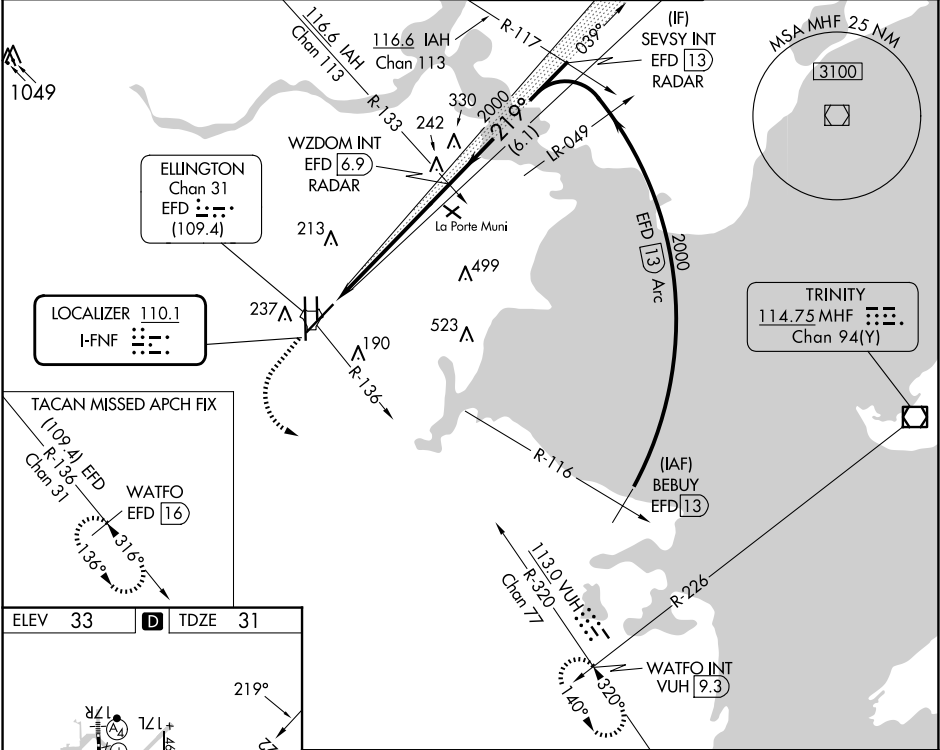 1049
116.6 IAH
Chan 113
R-133
116.6 IAH
Chan 113
R-117
039°
(IF)
SEVSY INT
EFD 13
RADAR
MSA MHF 25 NM
3100
330
242
2000
219°
(6.1)
LR-049
WZDOM INT
EFD 6.9
RADAR
La Porte Muni
ELLINGTON
Chan 31
EFD
(109.4)
213
499
523
237
190
EFD 13 Arc
2000
LOCALIZER 110.1
I-FNF
TRINITY
114.75 MHF
Chan 94(Y)
R-136
TACAN MISSED APCH FIX
(109.4) EFD
R-136
Chan 31
WATFO
EFD 16
316°
136°
R-116
(IAF)
BEBUY
EFD 13
113.0 VUH
R-320
Chan 77
R-226
WATFO INT
VUH 9.3
320°
140°
ELEV 33
D
TDZE 31
219°
17R
A4
17L